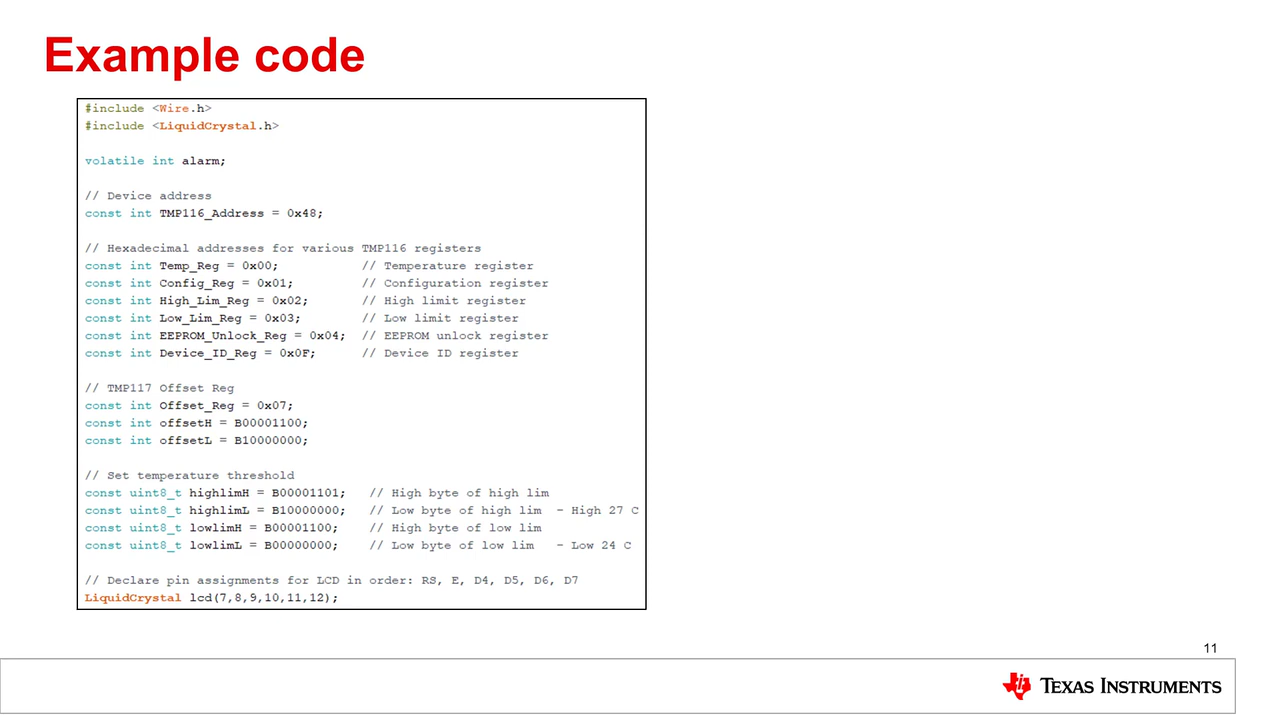 Example code
#include <Wire.h>
#include <LiquidCrystal.h>
volatile int alarm;
// Device address
const int TMP116_Address = 0x48;
// Hexadecimal addresses for various TMP116 registers
const int Temp_Reg = 0x00; // Temperature register
const int Config_Reg = 0x01; // Configuration register
const int High_Lim_Reg = 0x02; // High limit register
const int Low_Lim_Reg = 0x03; // Low limit register
const int EEPROM_Unlock_Reg = 0x04; // EEPROM unlock register
const int Device_ID_Reg = 0x0F; // Device ID register
// TMP117 Offset Reg
const int Offset_Reg = 0x07;
const int offsetH = B00001100;
const int offsetL = B10000000;
// Set temperature threshold
const uint8_t highlimH = B00001101; // High byte of high lim
const uint8_t highlimL = B10000000; // Low byte of high lim - High 27 C
const uint8_t lowlimH = B00001100; // High byte of low lim
const uint8_t lowlimL = B00000000; // Low byte of low lim - Low 24 C
// Declare pin assignments for LCD in order: RS, E, D4, D5, D6, D7
LiquidCrystal lcd(7,8,9,10,11,12);
11
TEXAS INSTRUMENTS